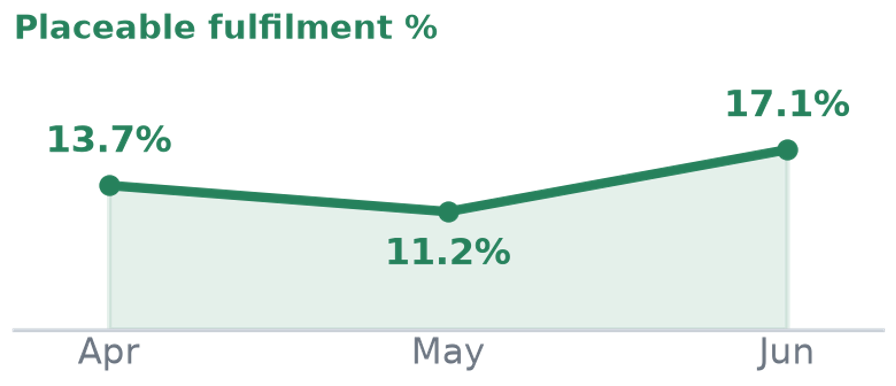 Placeable fulfilment %
17.1%
13.7%
11.2%
Apr May Jun